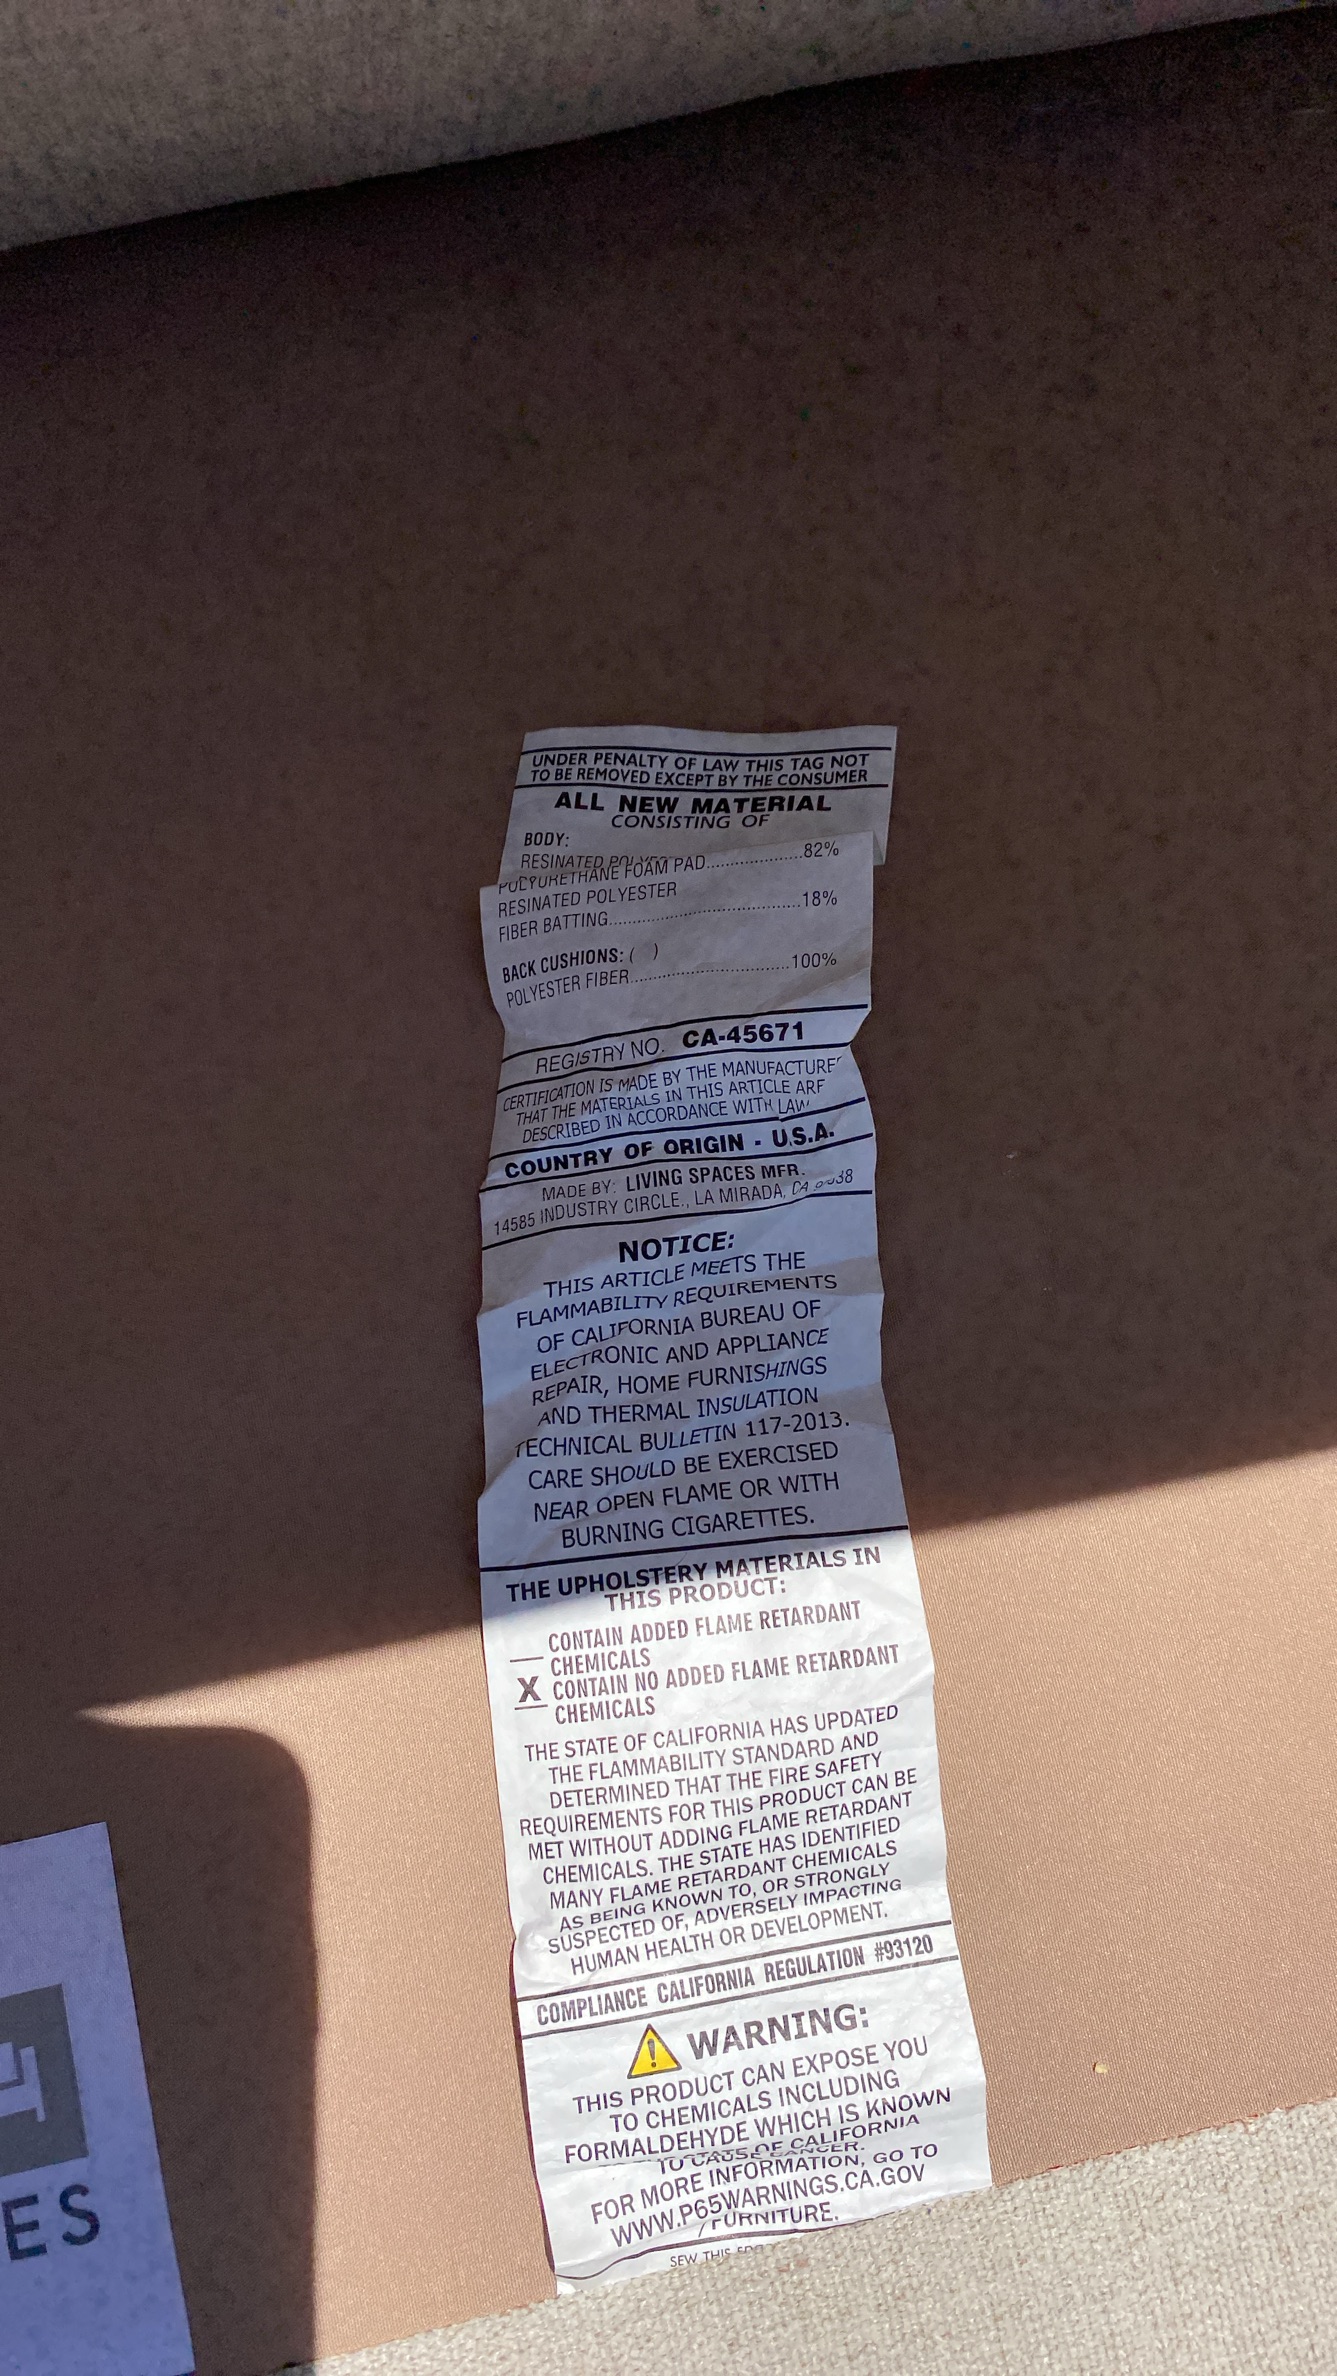 UNDER PENALTY OF LAW THIS TAG NOT
TO BE REMOVED EXCEPT BY THE CONSUMER
ALL NEW MATERIAL
CONSISTING OF
BODY:
RESINATED
POLYURETHANE FOAM PAD....................82%
RESINATED POLYESTER
FIBER BATTING........................................18%
BACK CUSHIONS: ( )
POLYESTER FIBER.................................100%
REGISTRY NO. CA-45671
CERTIFICATION IS MADE BY THE MANUFACTURE
THAT THE MATERIALS IN THIS ARTICLE
DESCRIBED IN ACCORDANCE WITH LAW
COUNTRY OF ORIGIN - U.S.A.
MADE BY: LIVING SPACES MFR.
14585 INDUSTRY CIRCLE., LA MIRADA, CA
NOTICE:
THIS ARTICLE MEETS THE
FLAMMABILITY REQUIREMENTS
OF CALIFORNIA BUREAU OF
ELECTRONIC AND APPLIANCE
REPAIR, HOME FURNISHINGS
AND THERMAL INSULATION
TECHNICAL BULLETIN 117-2013.
CARE SHOULD BE EXERCISED
NEAR OPEN FLAME OR WITH
BURNING CIGARETTES.
THE UPHOLSTERY MATERIALS IN
THIS PRODUCT:
__ CONTAIN ADDED FLAME RETARDANT
CHEMICALS
X CONTAIN NO ADDED FLAME RETARDANT
CHEMICALS
THE STATE OF CALIFORNIA HAS UPDATED
THE FLAMMABILITY STANDARD AND
DETERMINED THAT THE FIRE SAFETY
REQUIREMENTS FOR THIS PRODUCT CAN BE
MET WITHOUT ADDING FLAME RETARDANT
CHEMICALS. THE STATE HAS IDENTIFIED
MANY FLAME RETARDANT CHEMICALS
AS BEING KNOWN TO, OR STRONGLY
SUSPECTED OF, ADVERSELY IMPACTING
HUMAN HEALTH OR DEVELOPMENT.
COMPLIANCE CALIFORNIA REGULATION #93120
WARNING:
THIS PRODUCT CAN EXPOSE YOU
TO CHEMICALS INCLUDING
FORMALDEHYDE WHICH IS KNOWN
TO STATE OF CALIFORNIA
TO CAUSE CANCER.
FOR MORE INFORMATION, GO TO
WWW.P65WARNINGS.CA.GOV
/FURNITURE.
SEW THIS
ES